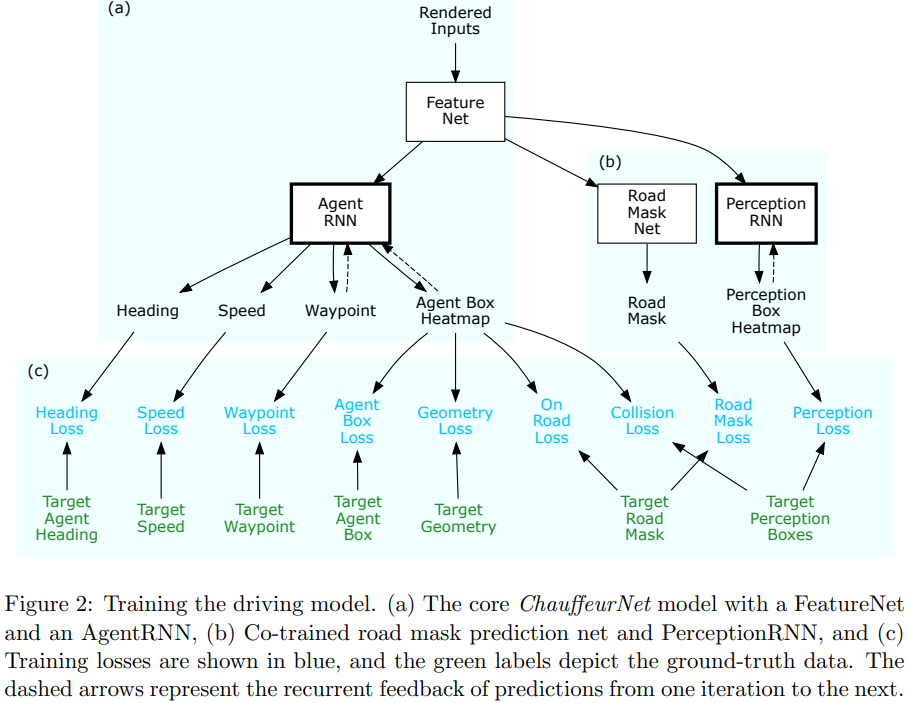 (a)
Rendered
Inputs
Feature
Net
(b)
Agent
RNN
Road
Mask
Net
Perception
RNN
Heading
Speed
Waypoint
Agent Box
Heatmap
Road
Mask
Perception
Box
Heatmap
(c)
Heading
Loss
Speed
Loss
Waypoint
Loss
Agent
Box
Loss
Geometry
Loss
On
Road
Loss
Collision
Loss
Road
Mask
Loss
Perception
Loss
Target
Agent
Heading
Target
Speed
Target
Waypoint
Target
Agent
Box
Target
Geometry
Target
Road
Mask
Target
Perception
Boxes
Figure 2: Training the driving model. (a) The core ChauffeurNet model with a FeatureNet
and an AgentRNN, (b) Co-trained road mask prediction net and PerceptionRNN, and (c)
Training losses are shown in blue, and the green labels depict the ground-truth data. The
dashed arrows represent the recurrent feedback of predictions from one iteration to the next.